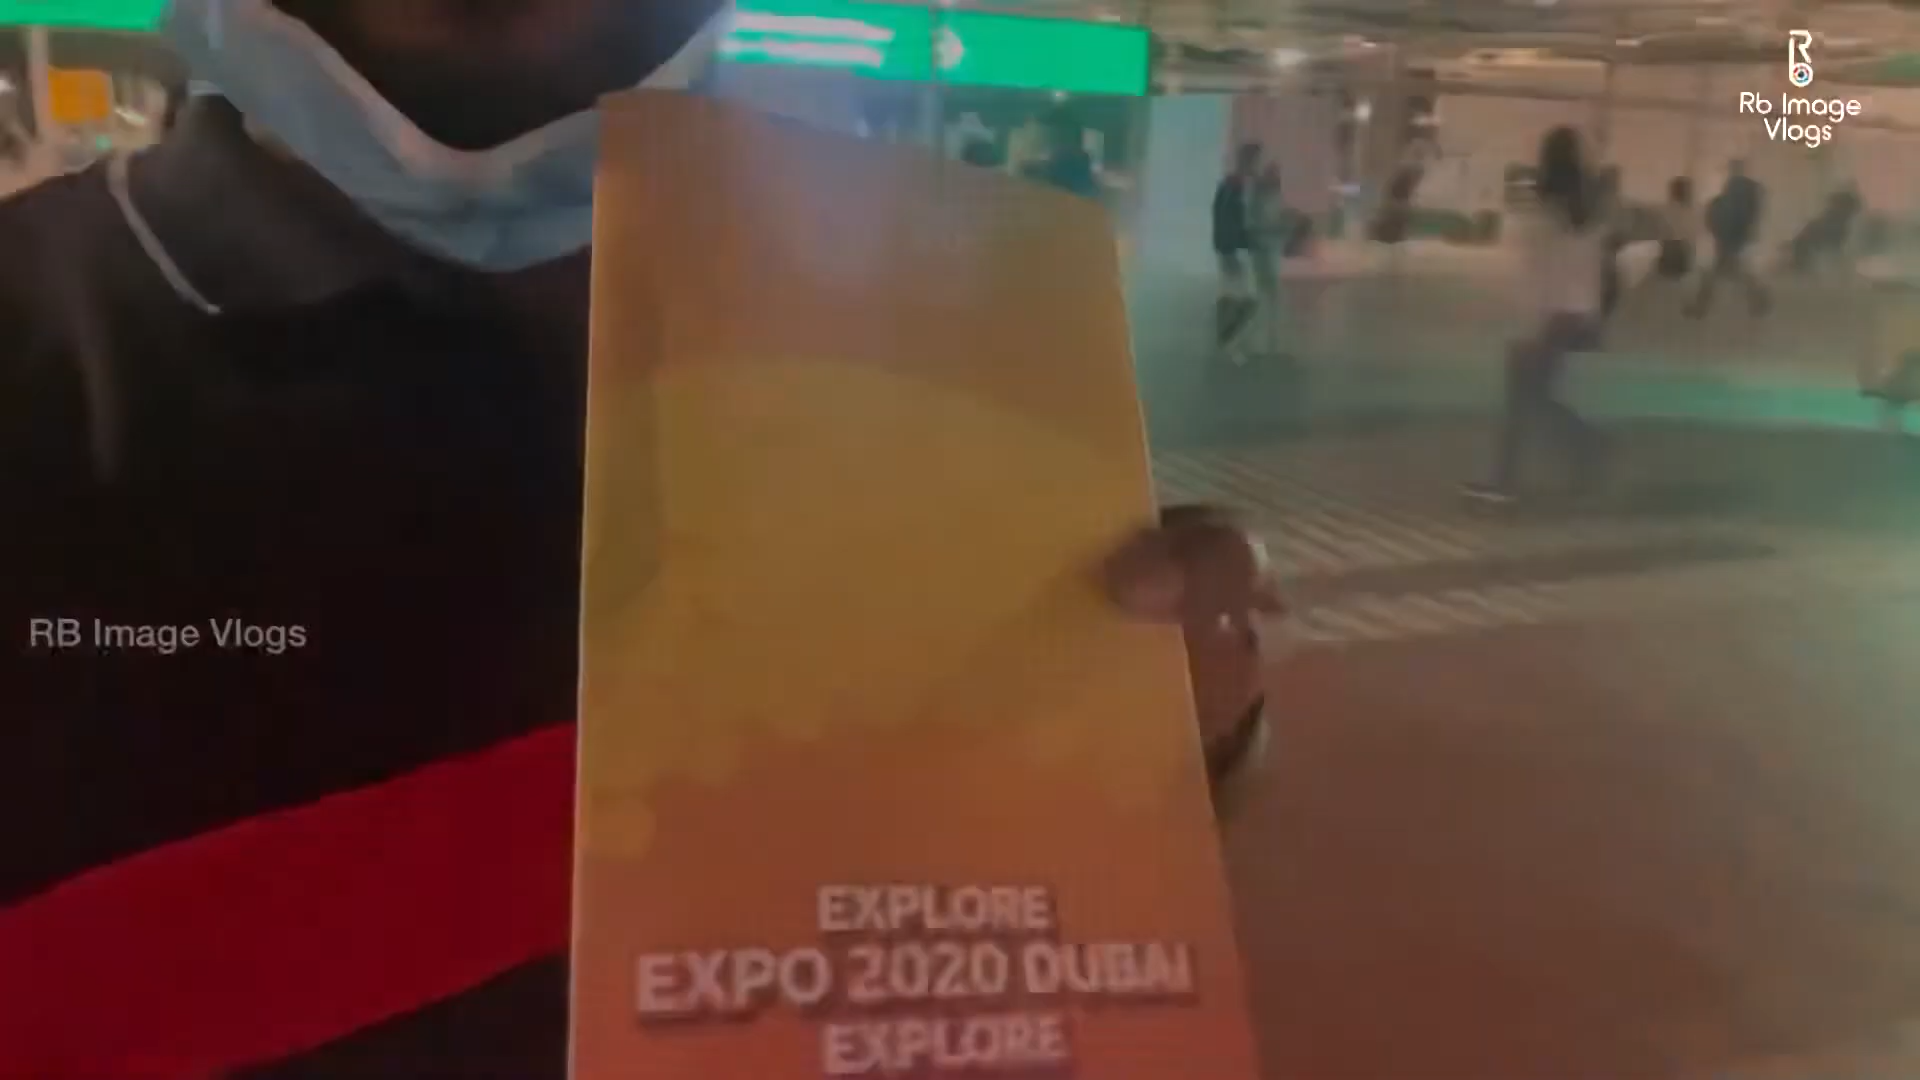 Rb Image
Vlogs
RB Image Vlogs
EXPLORE
EXPO 2020 DUBAI
EXPLORE